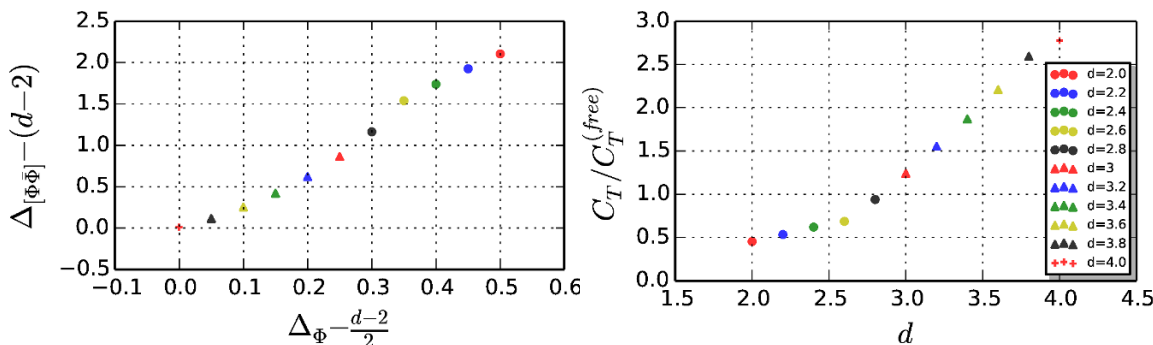 2.5
2.0
1.5
1.0
0.5
0.0
−0.5
−0.1 0.0 0.1 0.2 0.3 0.4 0.5 0.6
Δ_Φ − (d−2)/2
Δ_[ΦΦ̄] − (d−2)
3.0
2.5
2.0
1.5
1.0
0.5
0.0
1.5 2.0 2.5 3.0 3.5 4.0 4.5
d
C_T / C_T^(free)
d=2.0
d=2.2
d=2.4
d=2.6
d=2.8
d=3
d=3.2
d=3.4
d=3.6
d=3.8
d=4.0